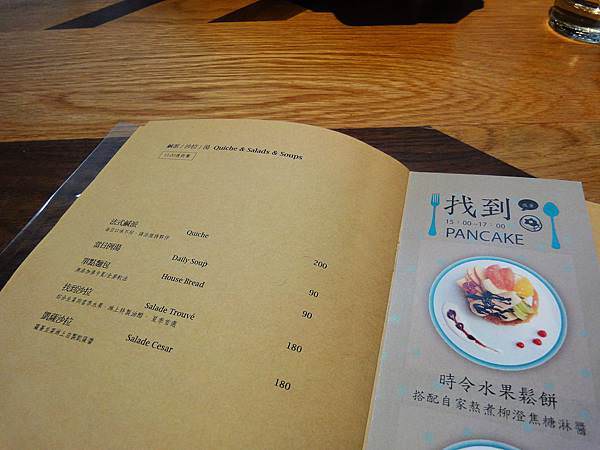 鹹派 / 沙拉 / 湯 Quiche & Salads & Soups
法式鹹派 Quiche 200
當日例湯 Daily Soup 90
單點麵包 House Bread 90
找到沙拉 Salade Trouvé 180
凱薩沙拉 Salade Cesar 180
找到
15:00~17:00
PANCAKE
時令水果鬆餅
搭配自家熬煮柳澄焦糖淋醬